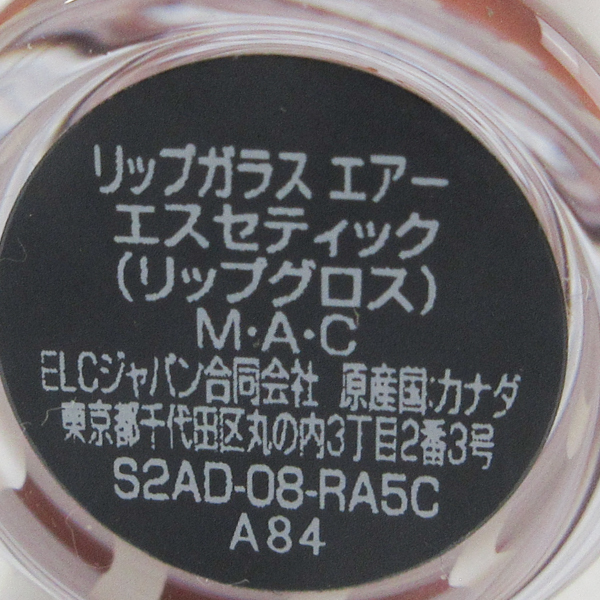 リップガラス エアー
エスセティック
(リップグロス)
M・A・C
ELCジャパン合同会社 原産国:カナダ
東京都千代田区丸の内3丁目2番3号
S2AD-08-RA5C
A84